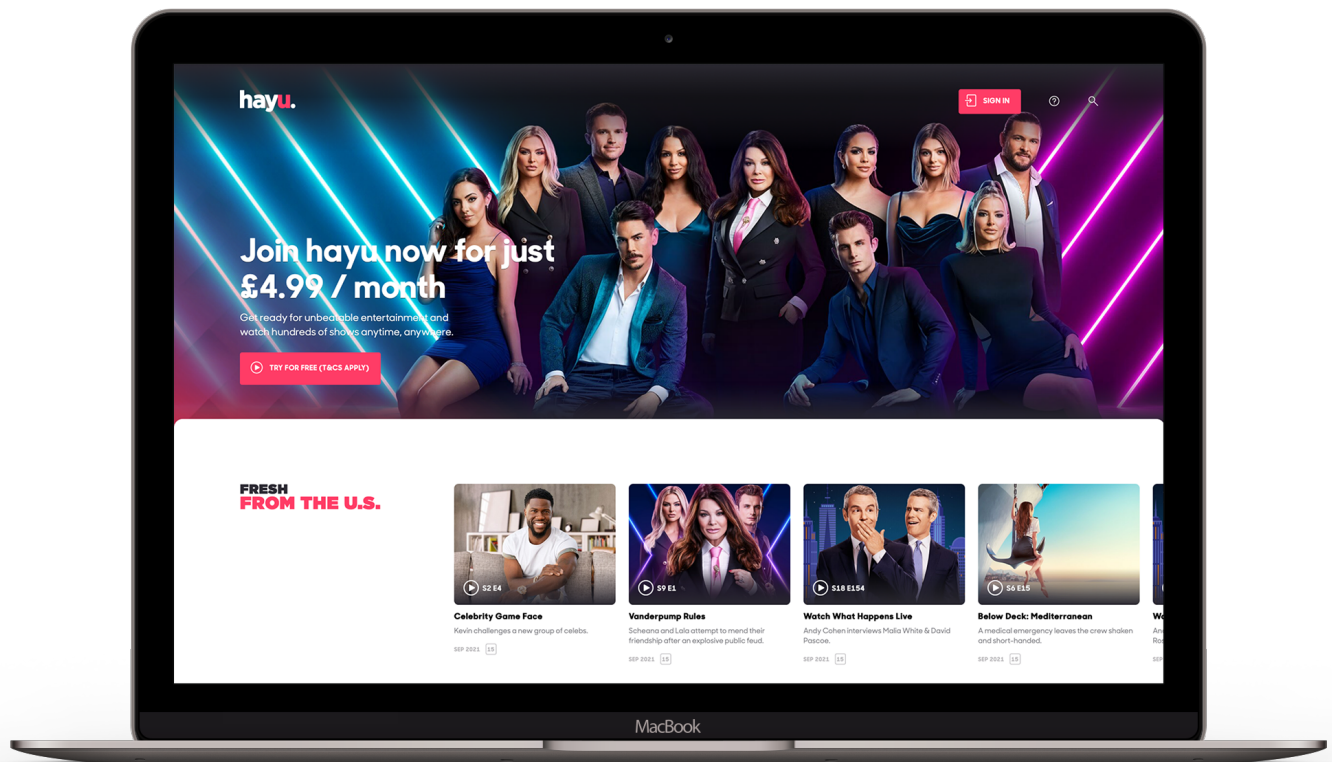 hayu.
SIGN IN
Join hayu now for just
£4.99 / month
Get ready for unbeatable entertainment and
watch hundreds of shows anytime, anywhere.
TRY FOR FREE (T&CS APPLY)
FRESH
FROM THE U.S.
S2 E4
Celebrity Game Face
Kevin challenges a new group of celebs.
SEP 2021 15
S9 E1
Vanderpump Rules
Scheana and Lala attempt to mend their
friendship after an explosive public feud.
SEP 2021 15
S18 E154
Watch What Happens Live
Andy Cohen interviews Malia White & David
Pascoe.
SEP 2021 15
S6 E15
Below Deck: Mediterranean
A medical emergency leaves the crew shaken
and short-handed.
SEP 2021 15
MacBook